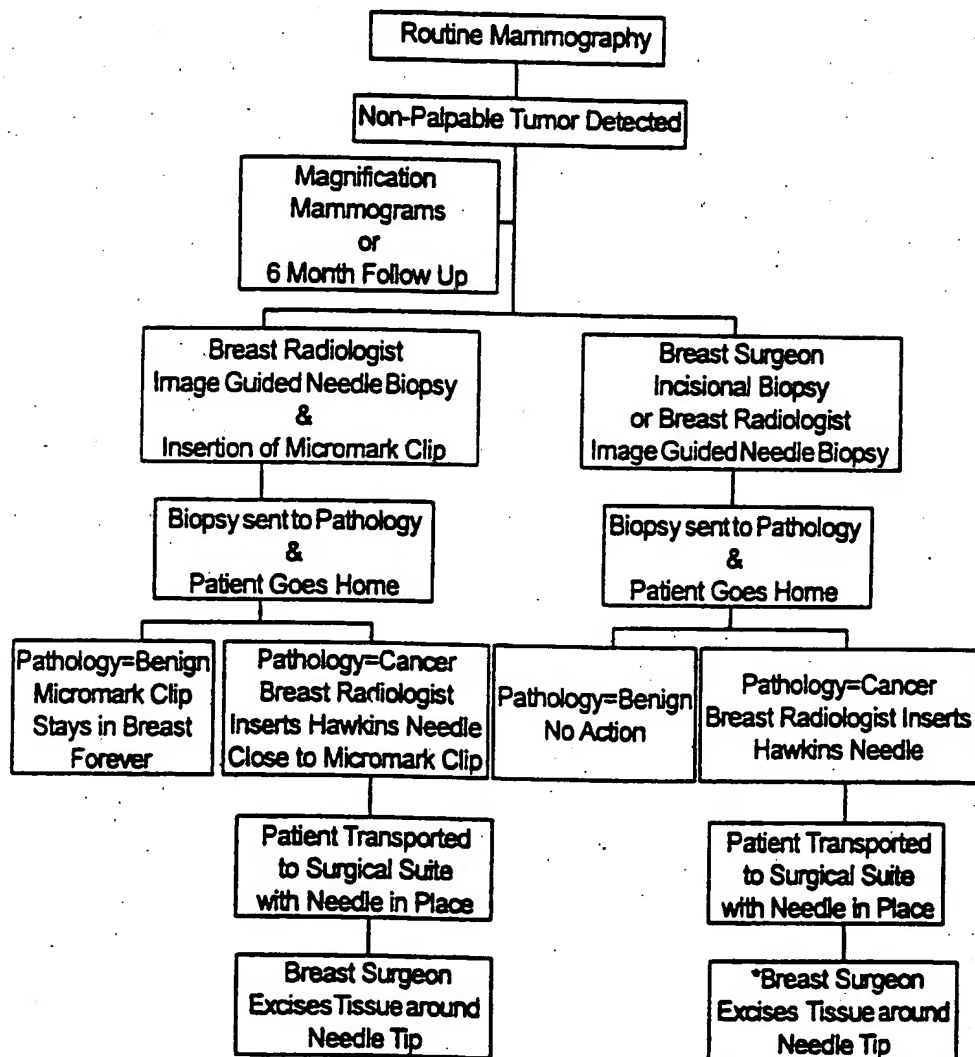 Routine Mammography
Non-Palpable Tumor Detected
Magnification
Mammograms
or
6 Month Follow Up
Breast Radiologist
Image Guided Needle Biopsy
&
Insertion of Micromark Clip
Breast Surgeon
Incisional Biopsy
or Breast Radiologist
Image Guided Needle Biopsy
Biopsy sent to Pathology
&
Patient Goes Home
Biopsy sent to Pathology
&
Patient Goes Home
Pathology=Benign
Micromark Clip
Stays in Breast
Forever
Pathology=Cancer
Breast Radiologist
Inserts Hawkins Needle
Close to Micromark Clip
Pathology=Benign
No Action
Pathology=Cancer
Breast Radiologist Inserts
Hawkins Needle
Patient Transported
to Surgical Suite
with Needle in Place
Patient Transported
to Surgical Suite
with Needle in Place
Breast Surgeon
Excises Tissue around
Needle Tip
*Breast Surgeon
Excises Tissue around
Needle Tip